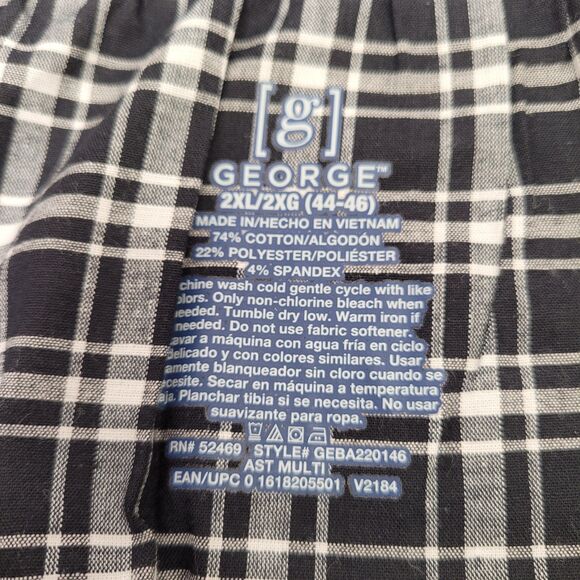 [g]
GEORGE™
2XL/2XG (44-46)
MADE IN/HECHO EN VIETNAM
74% COTTON/ALGODÓN
22% POLYESTER/POLIÉSTER
4% SPANDEX
chine wash cold gentle cycle with like
olors. Only non-chlorine bleach when
needed. Tumble dry low. Warm iron if
needed. Do not use fabric softener.
avar a máquina con agua fría en ciclo
delicado y con colores similares. Usar
amente blanqueador sin cloro cuando se
ecesite. Secar en máquina a temperatura
aja. Planchar tibia si se necesita. No usar
suavizante para ropa.
RN# 52469 STYLE# GEBA220146
AST MULTI
EAN/UPC 0 1618205501 V2184